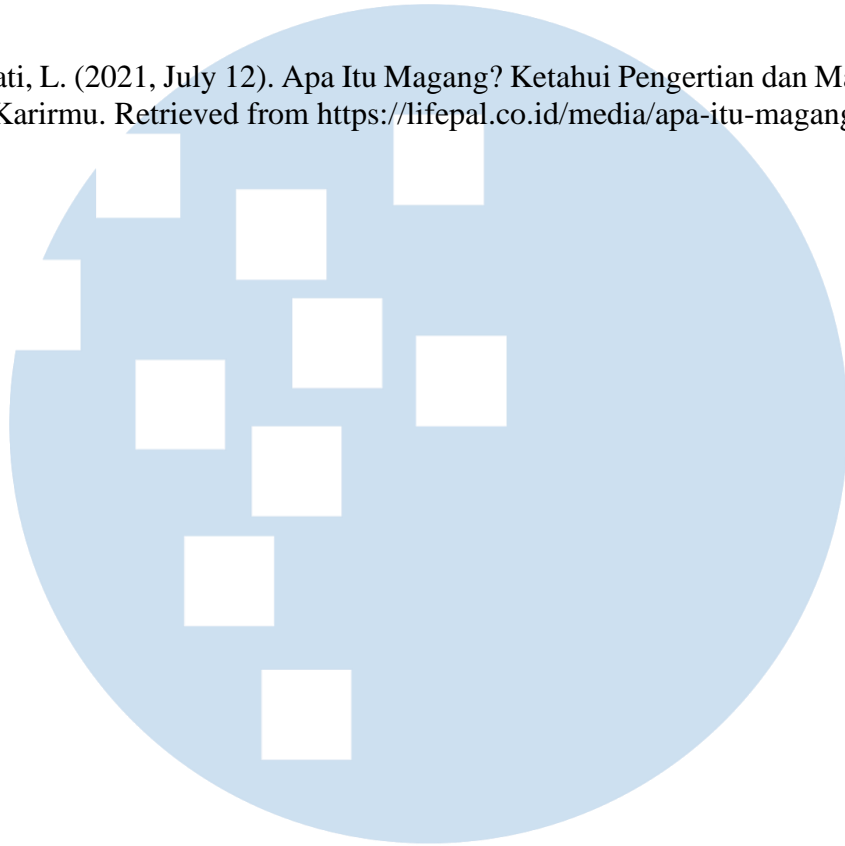 ati, L. (2021, July 12). Apa Itu Magang? Ketahui Pengertian dan Ma
Karirmu. Retrieved from https://lifepal.co.id/media/apa-itu-magang